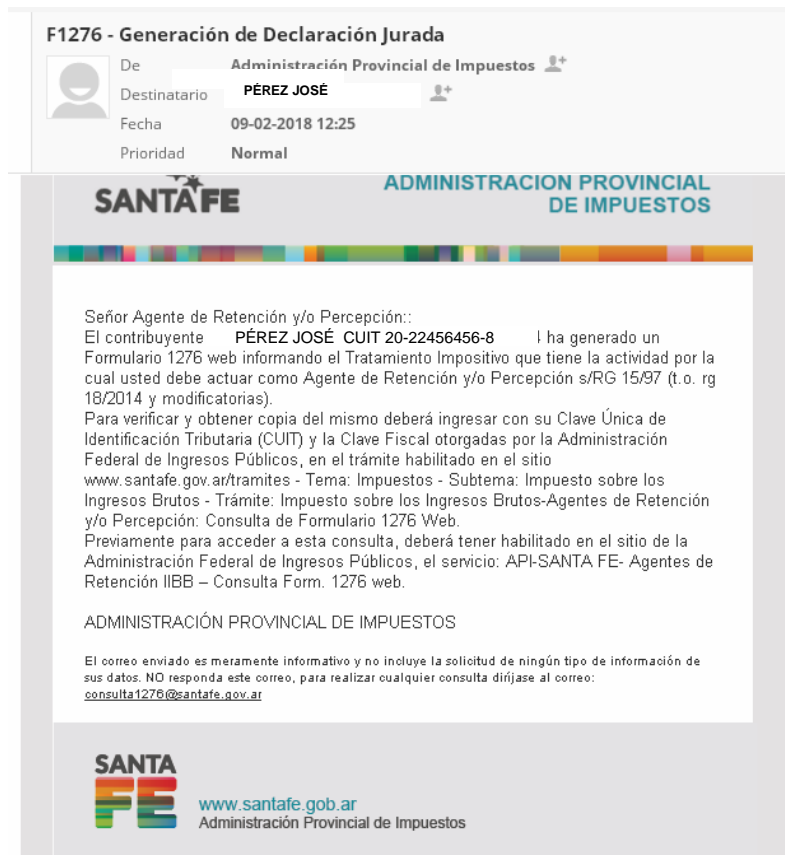 F1276 - Generación de Declaración Jurada
De Administración Provincial de Impuestos
Destinatario PÉREZ JOSÉ
Fecha 09-02-2018 12:25
Prioridad Normal
SANTA FE
ADMINISTRACION PROVINCIAL
DE IMPUESTOS
Señor Agente de Retención y/o Percepción::
El contribuyente PÉREZ JOSÉ CUIT 20-22456456-8 ha generado un
Formulario 1276 web informando el Tratamiento Impositivo que tiene la actividad por la
cual usted debe actuar como Agente de Retención y/o Percepción s/RG 15/97 (t.o. rg
18/2014 y modificatorias).
Para verificar y obtener copia del mismo deberá ingresar con su Clave Única de
Identificación Tributaria (CUIT) y la Clave Fiscal otorgadas por la Administración
Federal de Ingresos Públicos, en el trámite habilitado en el sitio
www.santafe.gov.ar/tramites - Tema: Impuestos - Subtema: Impuesto sobre los
Ingresos Brutos - Trámite: Impuesto sobre los Ingresos Brutos-Agentes de Retención
y/o Percepción: Consulta de Formulario 1276 Web.
Previamente para acceder a esta consulta, deberá tener habilitado en el sitio de la
Administración Federal de Ingresos Públicos, el servicio: API-SANTA FE- Agentes de
Retención IIBB – Consulta Form. 1276 web.
ADMINISTRACIÓN PROVINCIAL DE IMPUESTOS
El correo enviado es meramente informativo y no incluye la solicitud de ningún tipo de información de
sus datos. NO responda este correo, para realizar cualquier consulta diríjase al correo:
consulta1276@santafe.gov.ar
SANTA
FE
www.santafe.gob.ar
Administración Provincial de Impuestos